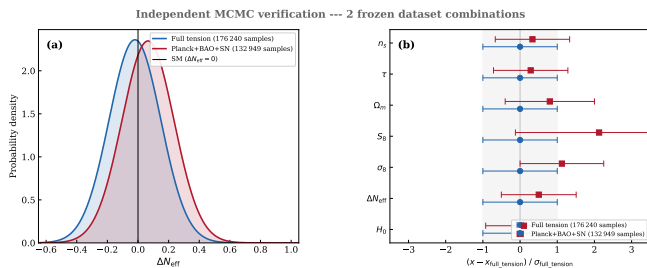 Independent MCMC verification --- 2 frozen dataset combinations
(a)
Full tension (176 240 samples)
Planck+BAO+SN (132 949 samples)
SM (ΔN_eff = 0)
Probability density
2.0
1.5
1.0
0.5
0.0
−0.6 −0.4 −0.2 0.0 0.2 0.4 0.6 0.8 1.0
ΔN_eff
(b)
n_s
τ
Ω_m
S_8
σ_8
ΔN_eff
H_0
Full tension (176 240 samples)
Planck+BAO+SN (132 949 samples)
−3 −2 −1 0 1 2 3
(x − x_full_tension) / σ_full_tension